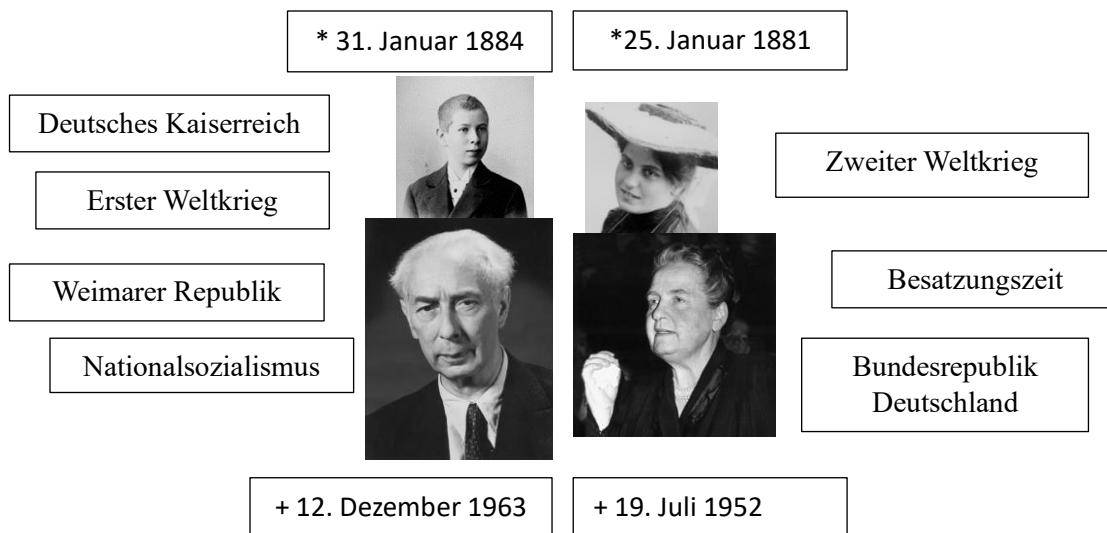 * 31. Januar 1884
*25. Januar 1881
Deutsches Kaiserreich
Erster Weltkrieg
Weimarer Republik
Nationalsozialismus
Zweiter Weltkrieg
Besatzungszeit
Bundesrepublik
Deutschland
+ 12. Dezember 1963
+ 19. Juli 1952